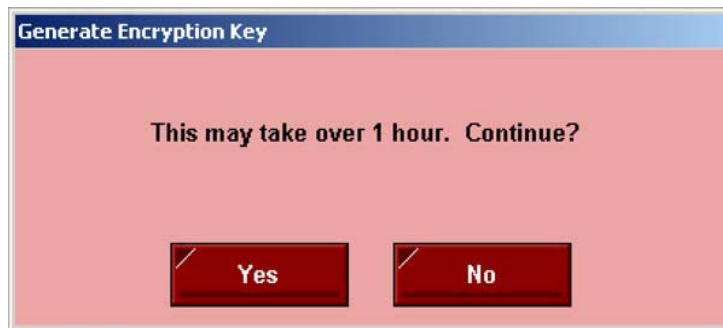 Generate Encryption Key
This may take over 1 hour.  Continue?
Yes
No